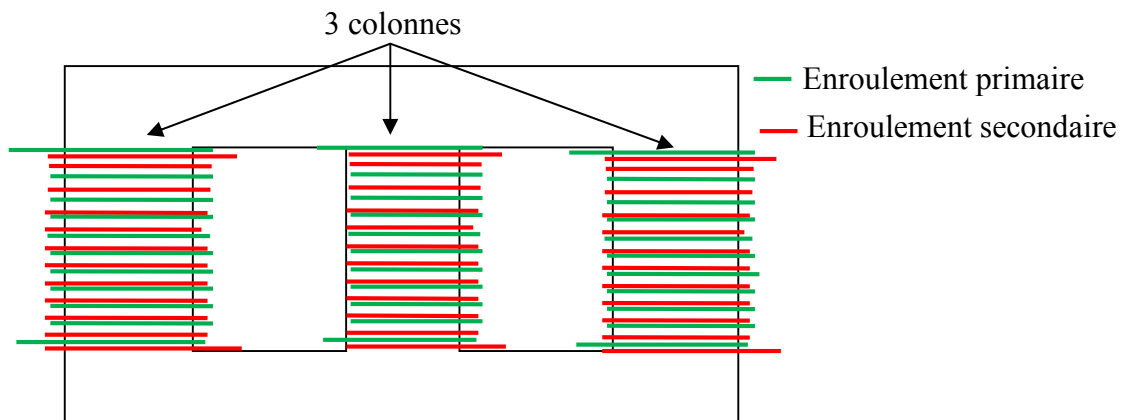 3 colonnes
Enroulement primaire
Enroulement secondaire